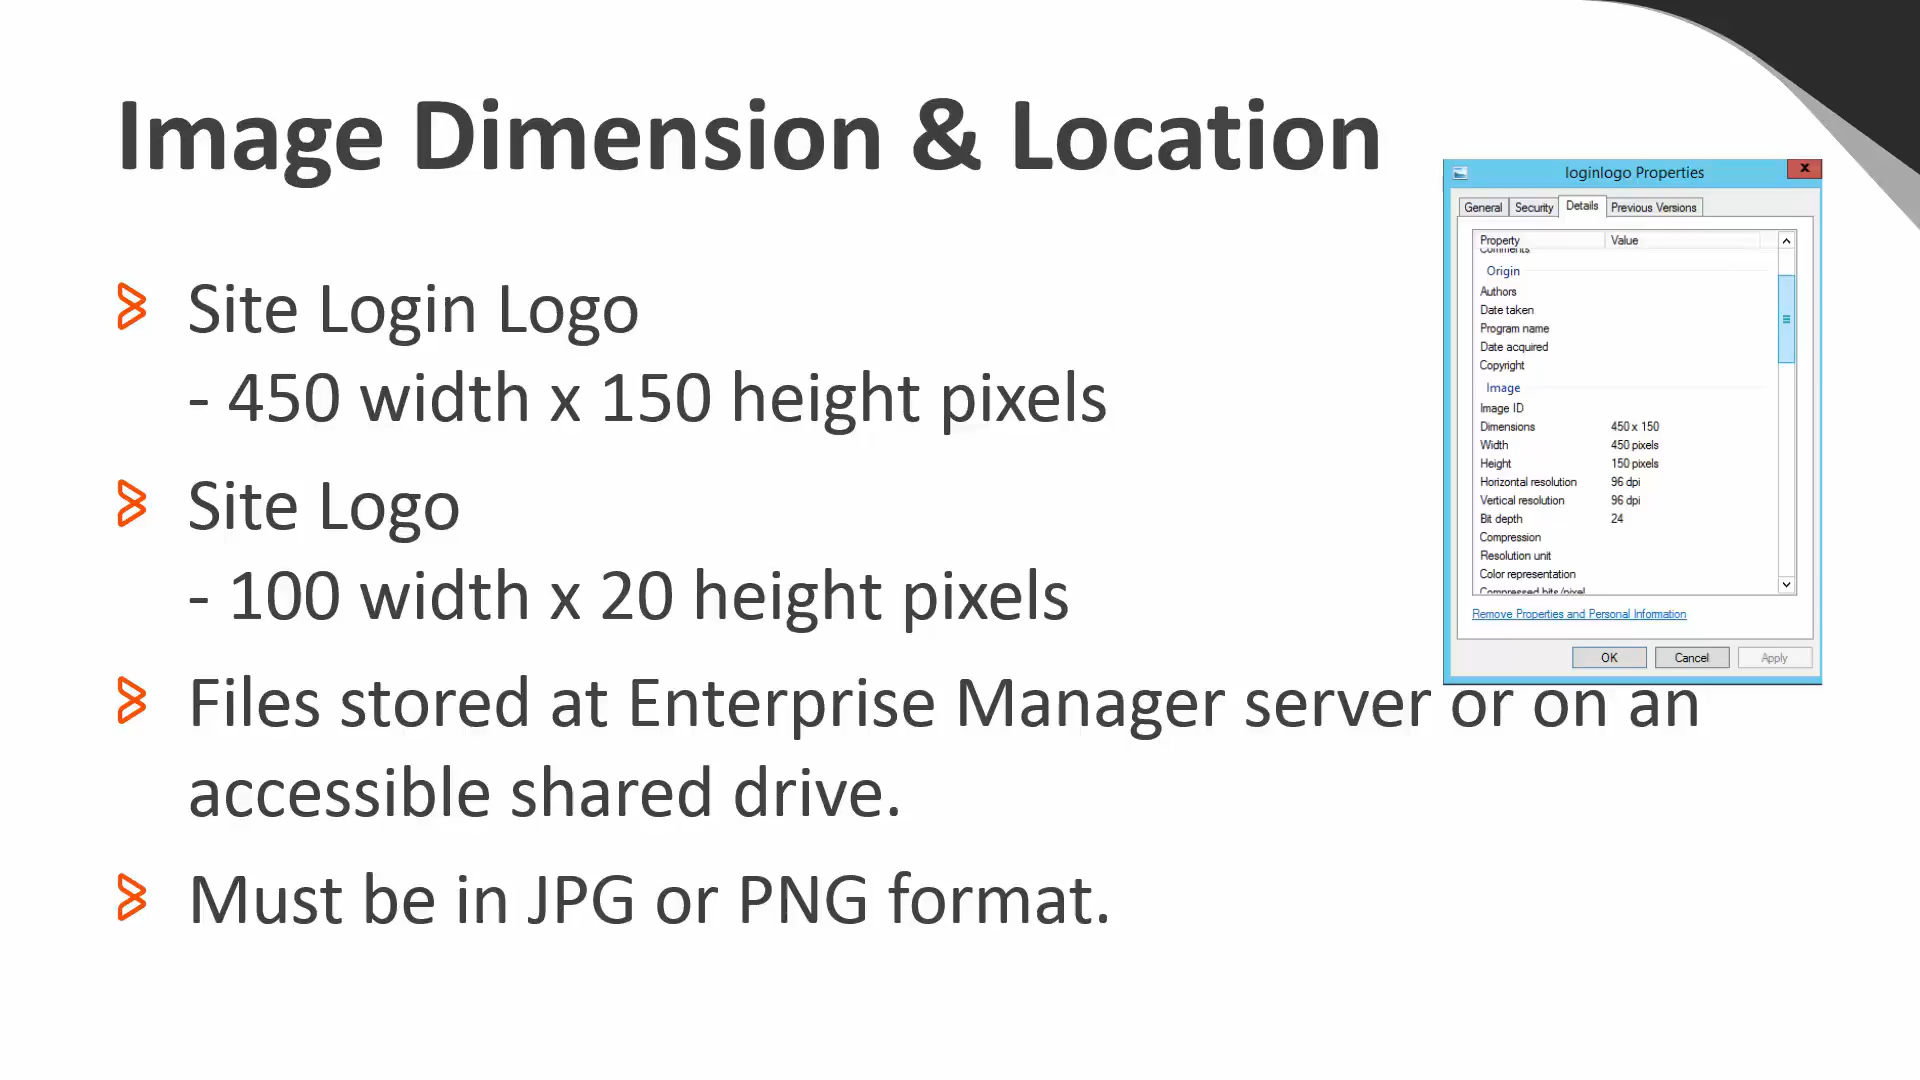 Image Dimension & Location
Site Login Logo
- 450 width x 150 height pixels
Site Logo
- 100 width x 20 height pixels
Files stored at Enterprise Manager server or on an
accessible shared drive.
Must be in JPG or PNG format.
loginlogo Properties
x
General Security Details Previous Versions
Property Value
Comments
Origin
Authors
Date taken
Program name
Date acquired
Copyright
Image
Image ID
Dimensions 450 x 150
Width 450 pixels
Height 150 pixels
Horizontal resolution 96 dpi
Vertical resolution 96 dpi
Bit depth 24
Compression
Resolution unit
Color representation
Compressed bits/pixel
Remove Properties and Personal Information
OK Cancel Apply